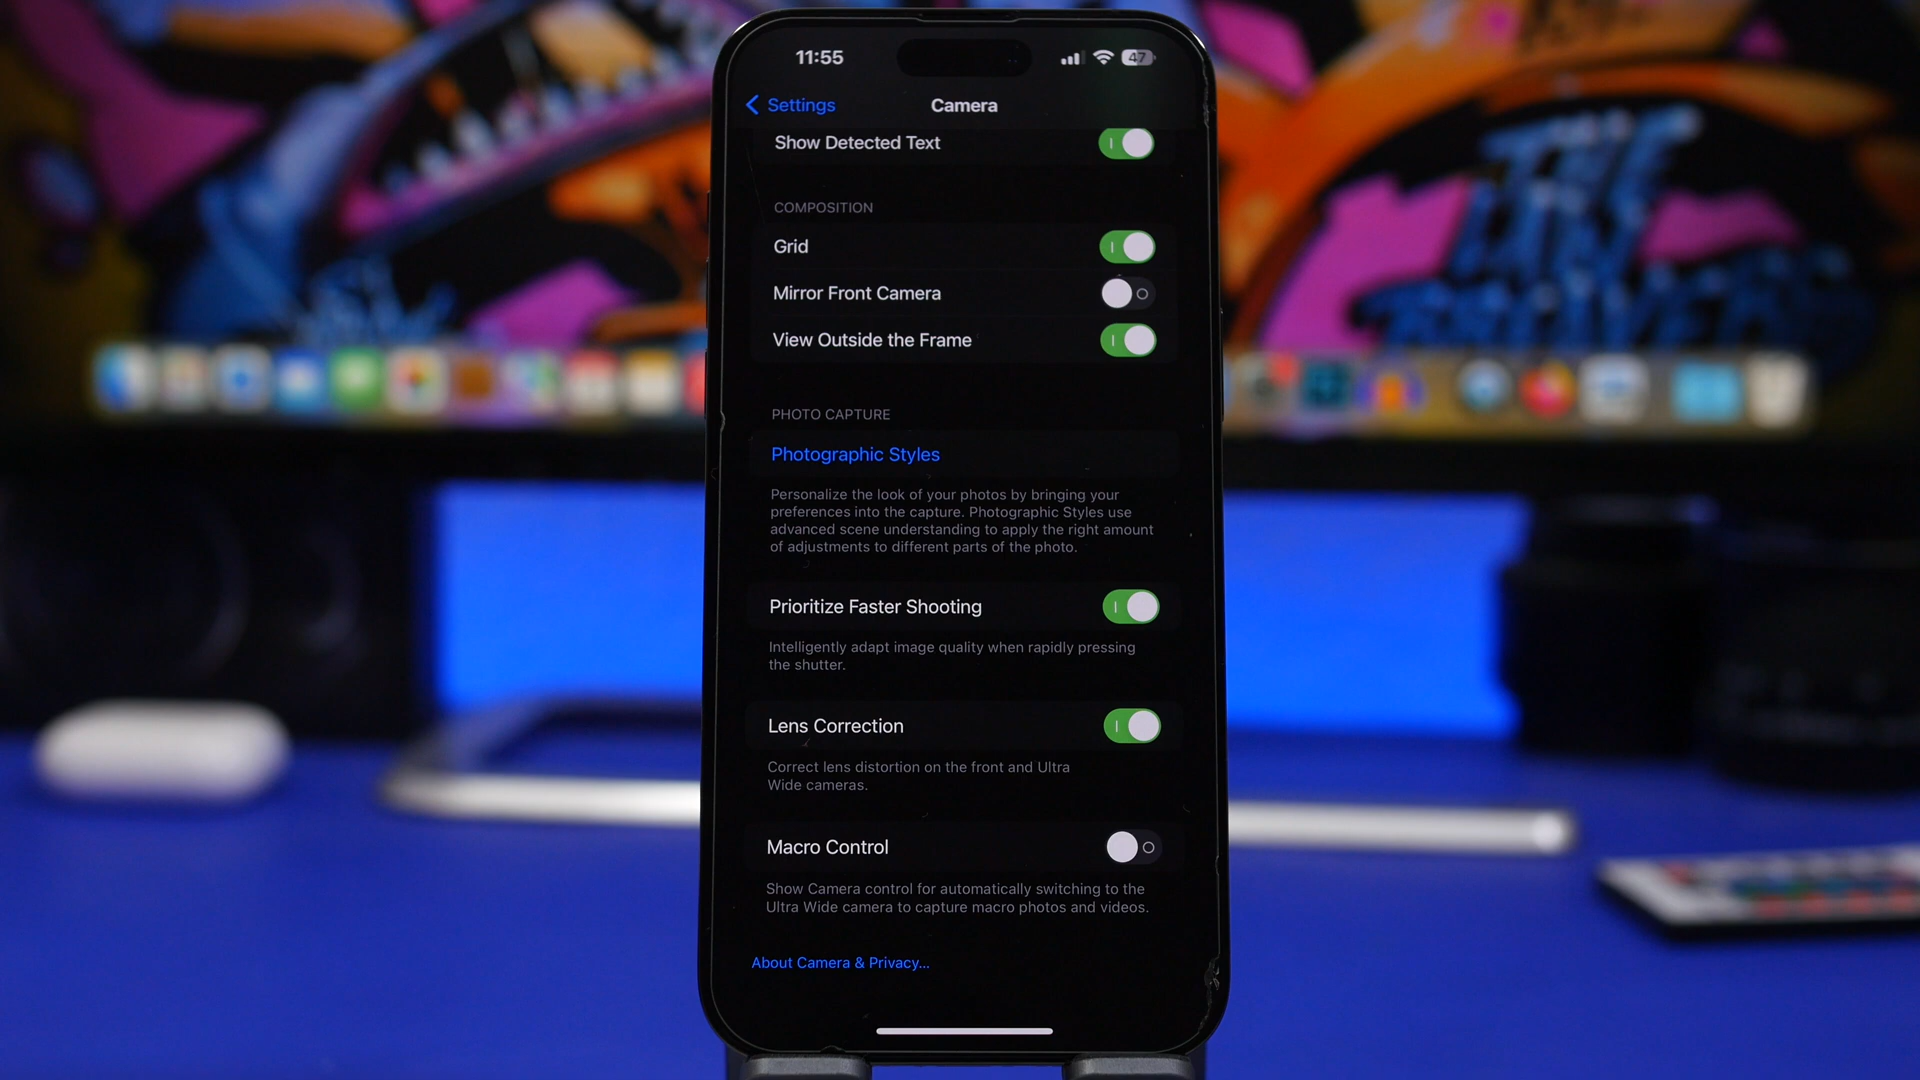 11:55
47
Settings
Camera
Show Detected Text
COMPOSITION
Grid
Mirror Front Camera
View Outside the Frame
PHOTO CAPTURE
Photographic Styles
Personalize the look of your photos by bringing your
preferences into the capture. Photographic Styles use
advanced scene understanding to apply the right amount
of adjustments to different parts of the photo.
Prioritize Faster Shooting
Intelligently adapt image quality when rapidly pressing
the shutter.
Lens Correction
Correct lens distortion on the front and Ultra
Wide cameras.
Macro Control
Show Camera control for automatically switching to the
Ultra Wide camera to capture macro photos and videos.
About Camera & Privacy...